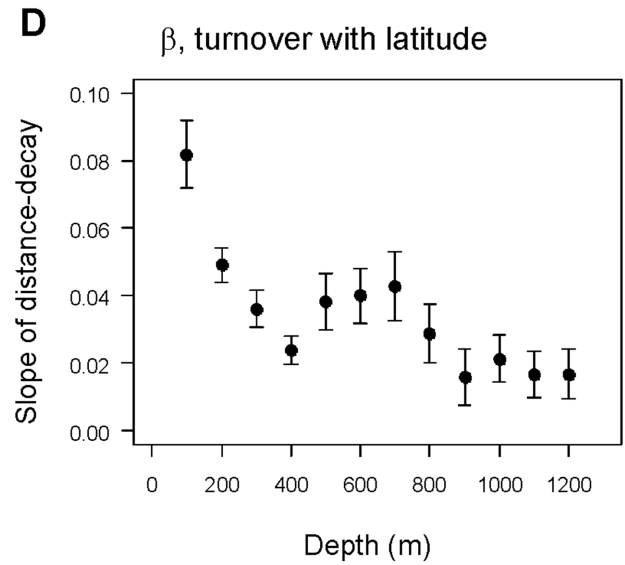 D
β, turnover with latitude
Slope of distance-decay
0.10
0.08
0.06
0.04
0.02
0.00
0 200 400 600 800 1000 1200
Depth (m)